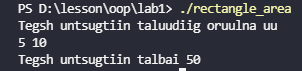 PS D:\lesson\oop\lab1> ./rectangle_area
Tegsh untsugtiin taluudiig oruulna uu
5 10
Tegsh untsugtiin talbai 50